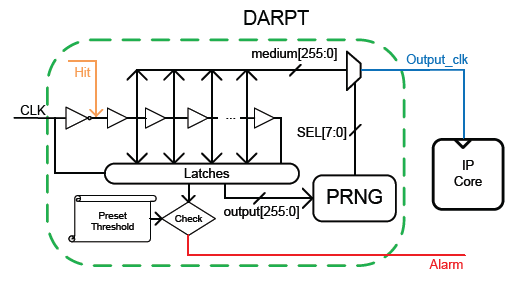 DARPT
medium[255:0]
Output_clk
Hit
CLK
...
SEL[7:0]
IP
Core
Latches
PRNG
Preset
Threshold
Check
output[255:0]
Alarm